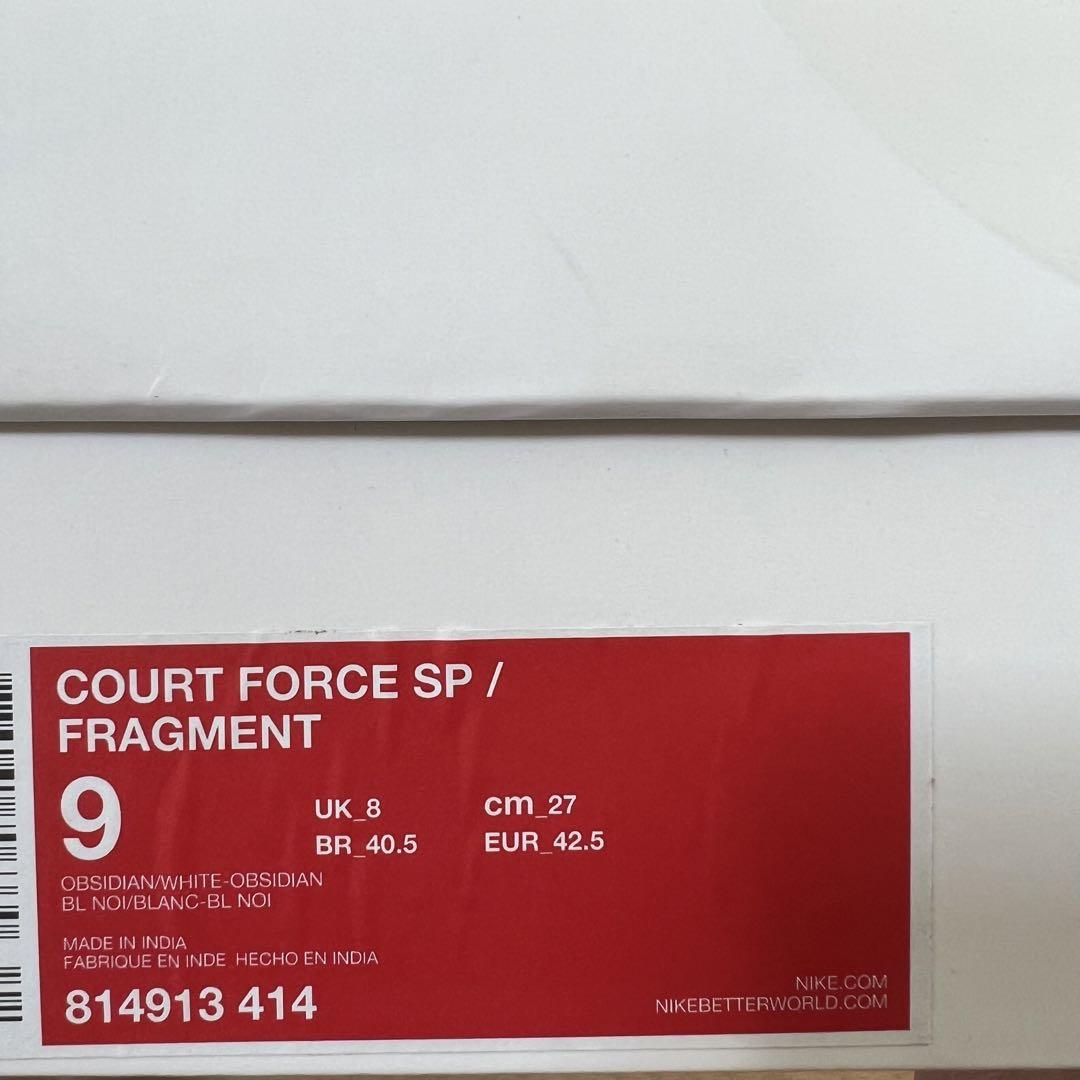 COURT FORCE SP /
FRAGMENT
9
UK_8 cm_27
BR_40.5 EUR_42.5
OBSIDIAN/WHITE-OBSIDIAN
BL NOI/BLANC-BL NOI
MADE IN INDIA
FABRIQUE EN INDE HECHO EN INDIA
814913 414
NIKE.COM
NIKEBETTERWORLD.COM